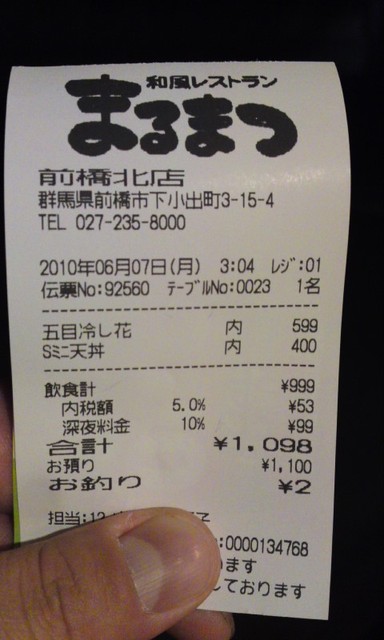 和風レストラン
まるまつ
前橋北店
群馬県前橋市下小出町3-15-4
TEL 027-235-8000
2010年06月07日(月) 3:04 ﾚｼﾞ:01
伝票No:92560 ﾃｰﾌﾞﾙNo:0023 1名
五目冷し花 内 599
Sﾐﾆ天丼 内 400
飲食計 ¥999
内税額 5.0% ¥53
深夜料金 10% ¥99
合計 ¥1,098
お預り ¥1,100
お釣り ¥2
担当:12
:0000134768
ます
しております